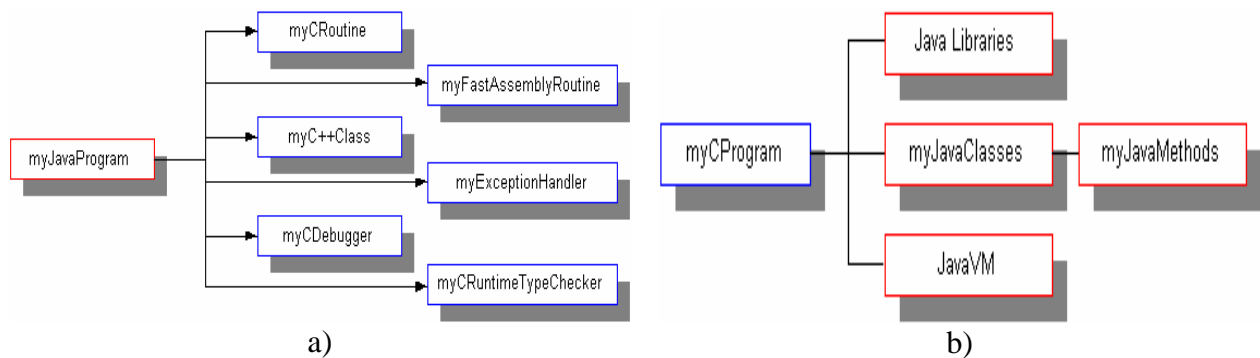 myCRoutine
myFastAssemblyRoutine
myC++Class
myJavaProgram
myExceptionHandler
myCDebugger
myCRuntimeTypeChecker
a)
Java Libraries
myCProgram
myJavaClasses
myJavaMethods
JavaVM
b)